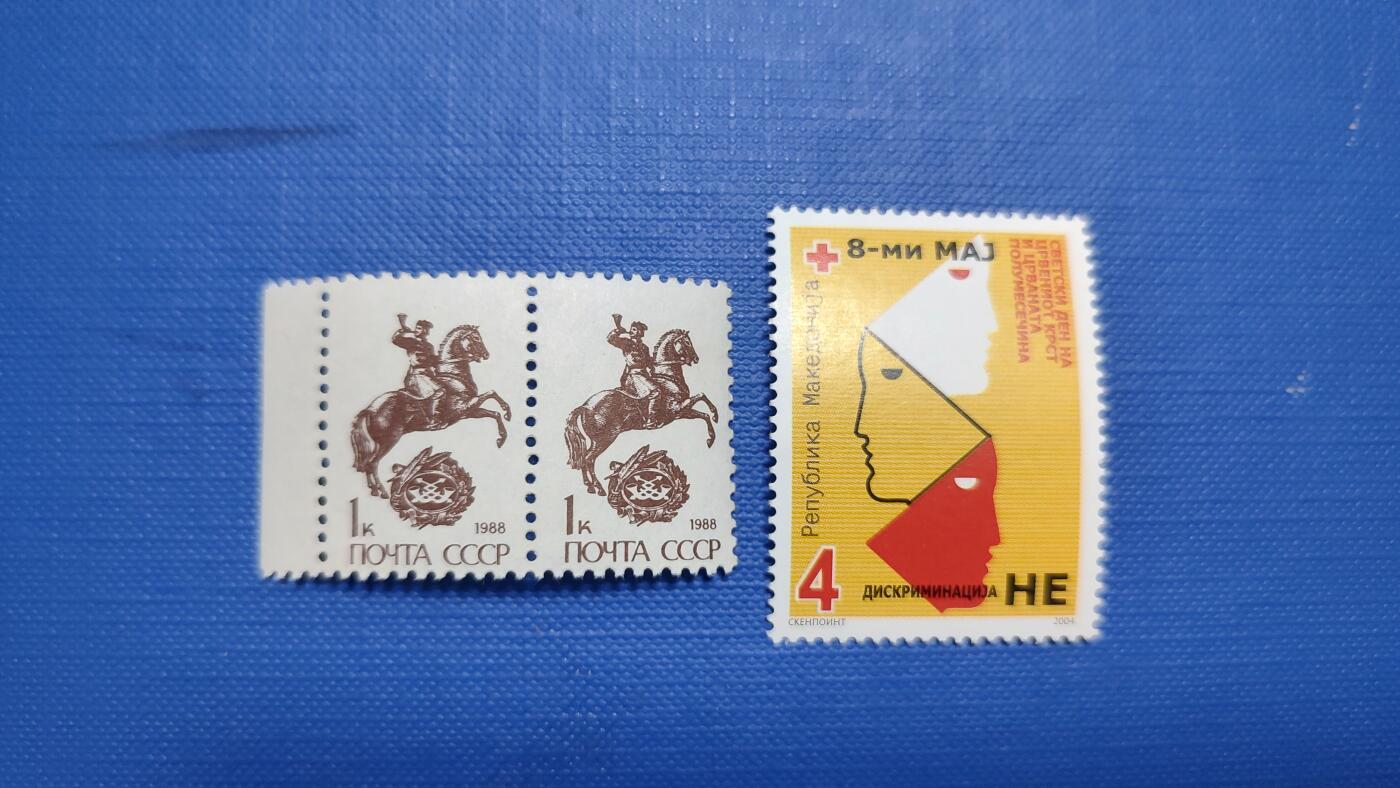 1к
1988
ПОЧТА СССР
1к
1988
ПОЧТА СССР
8-ми МАЈ
СВЕТСКИ ДЕН НА
ЦРВЕНИОТ КРСТ
И ЦРВАНАТА
ПОЛУМЕСЕЧИНА
Република Македонија
4
ДИСКРИМИНАЦИЈА НЕ
СКЕНПОИНТ
2004